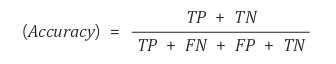 (Accuracy) = TP + TN / TP + FN + FP + TN